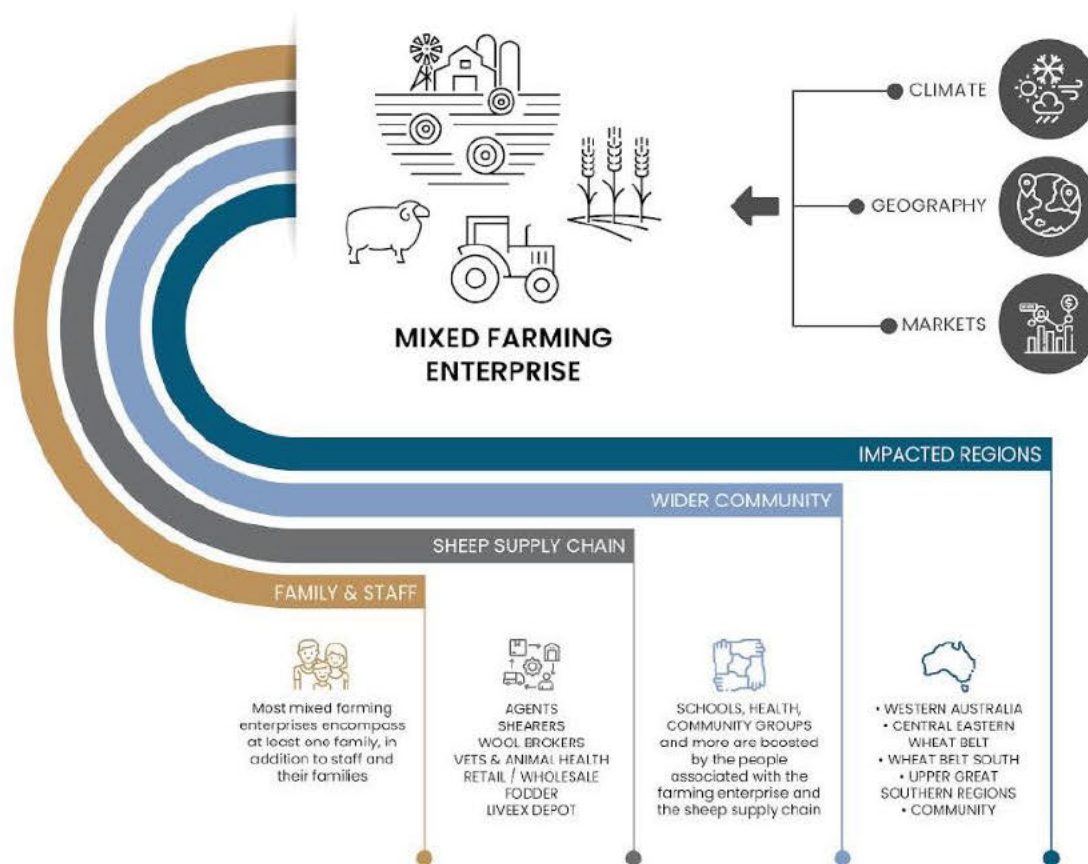 CLIMATE
GEOGRAPHY
MARKETS
MIXED FARMING
ENTERPRISE
IMPACTED REGIONS
WIDER COMMUNITY
SHEEP SUPPLY CHAIN
FAMILY & STAFF
Most mixed farming
enterprises encompass
at least one family, in
addition to staff and
their families
AGENTS
SHEARERS
WOOL BROKERS
VETS & ANIMAL HEALTH
RETAIL / WHOLESALE
FODDER
LIVEEX DEPOT
SCHOOLS, HEALTH,
COMMUNITY GROUPS
and more are boosted
by the people
associated with the
farming enterprise and
the sheep supply chain
• WESTERN AUSTRALIA
• CENTRAL EASTERN
WHEAT BELT
• WHEAT BELT SOUTH
• UPPER GREAT
SOUTHERN REGIONS
• COMMUNITY